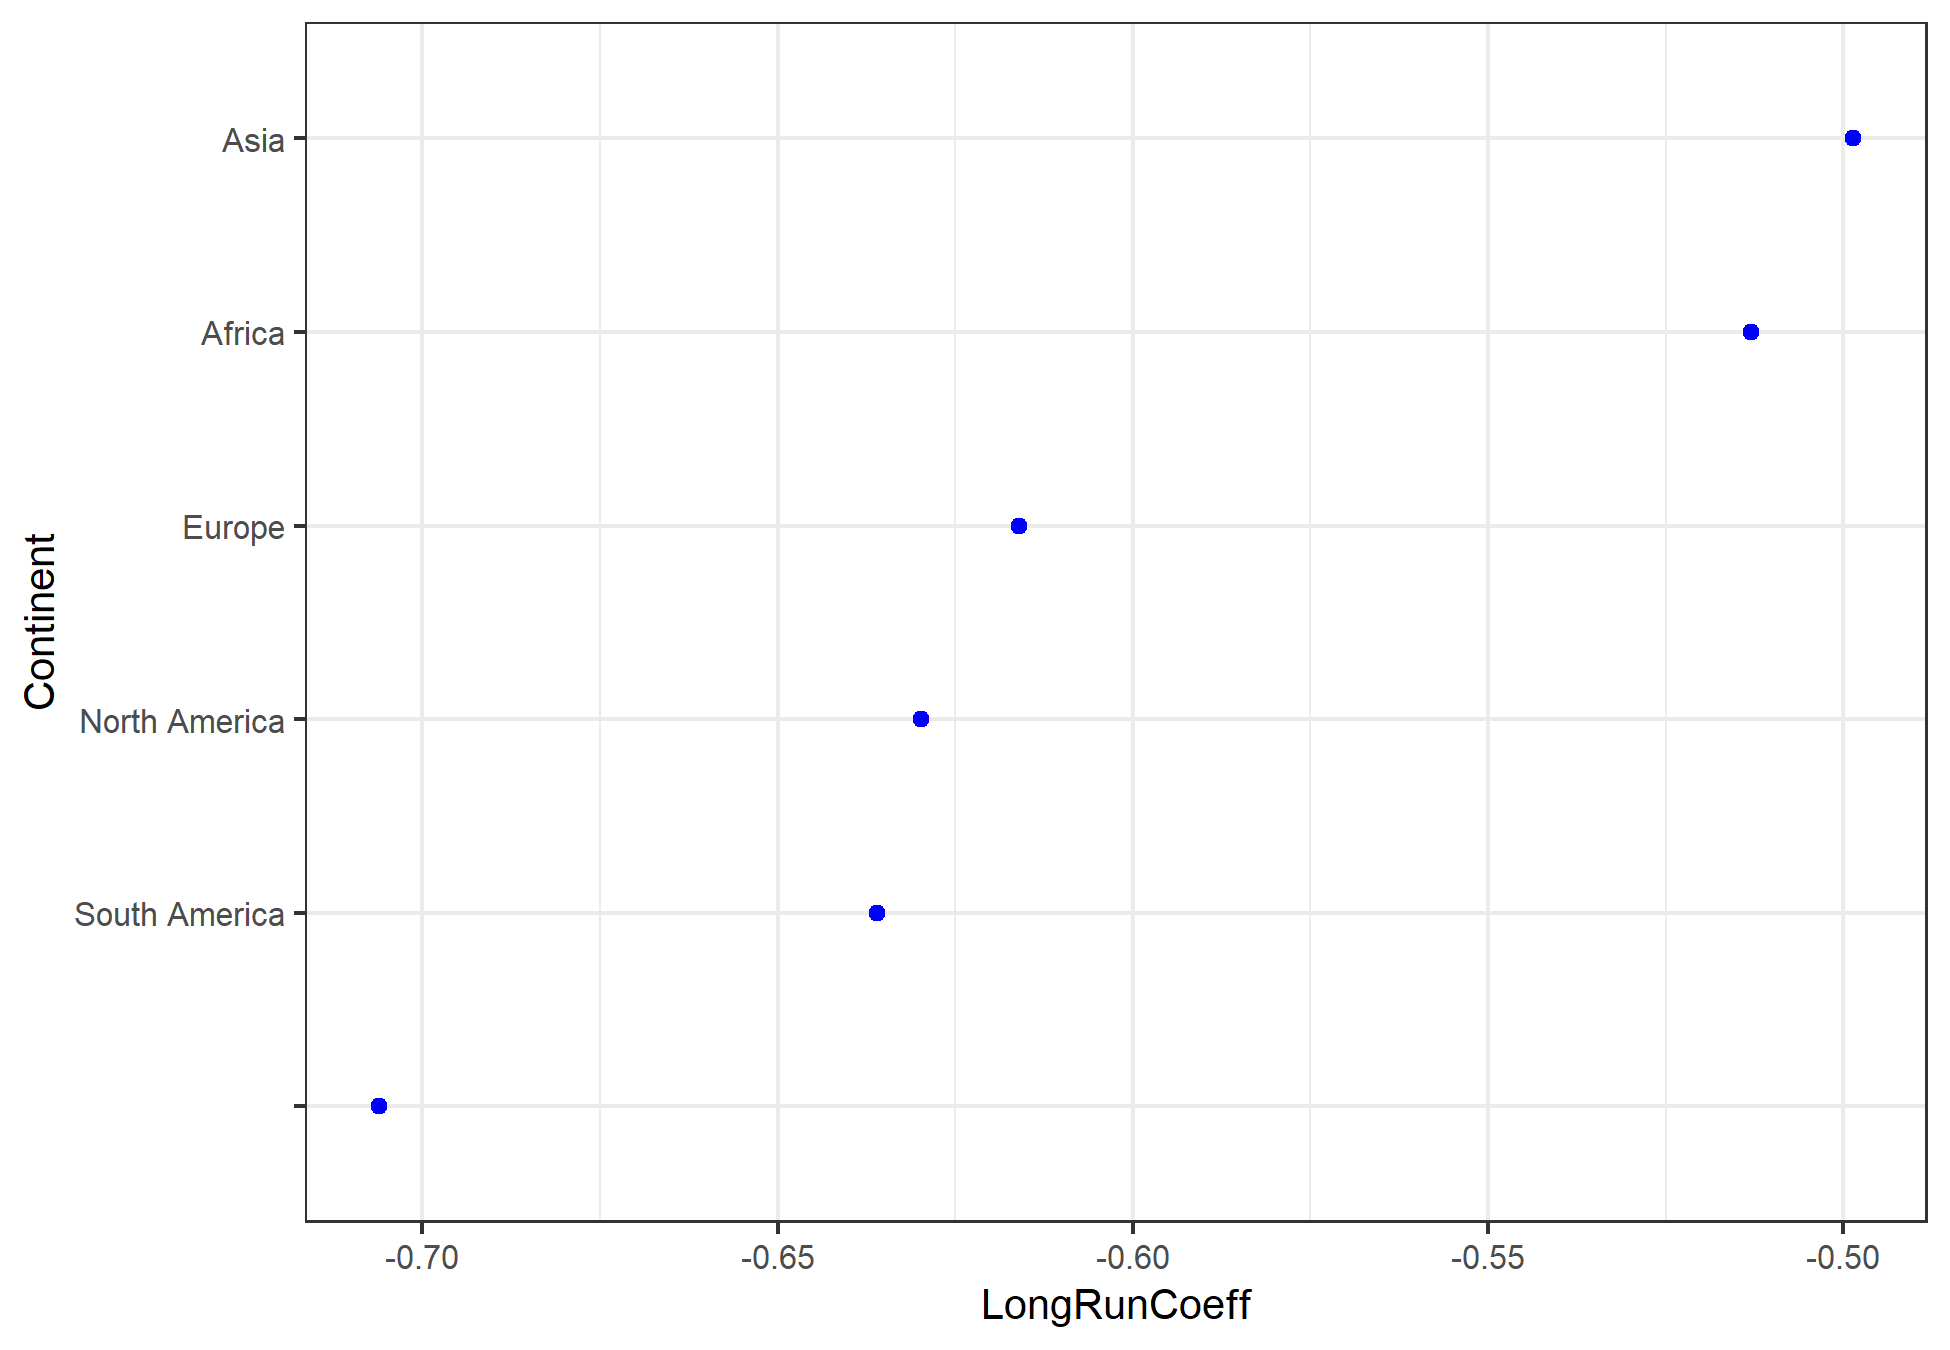 Continent
Asia
Africa
Europe
North America
South America
-0.70
-0.65
-0.60
-0.55
-0.50
LongRunCoeff